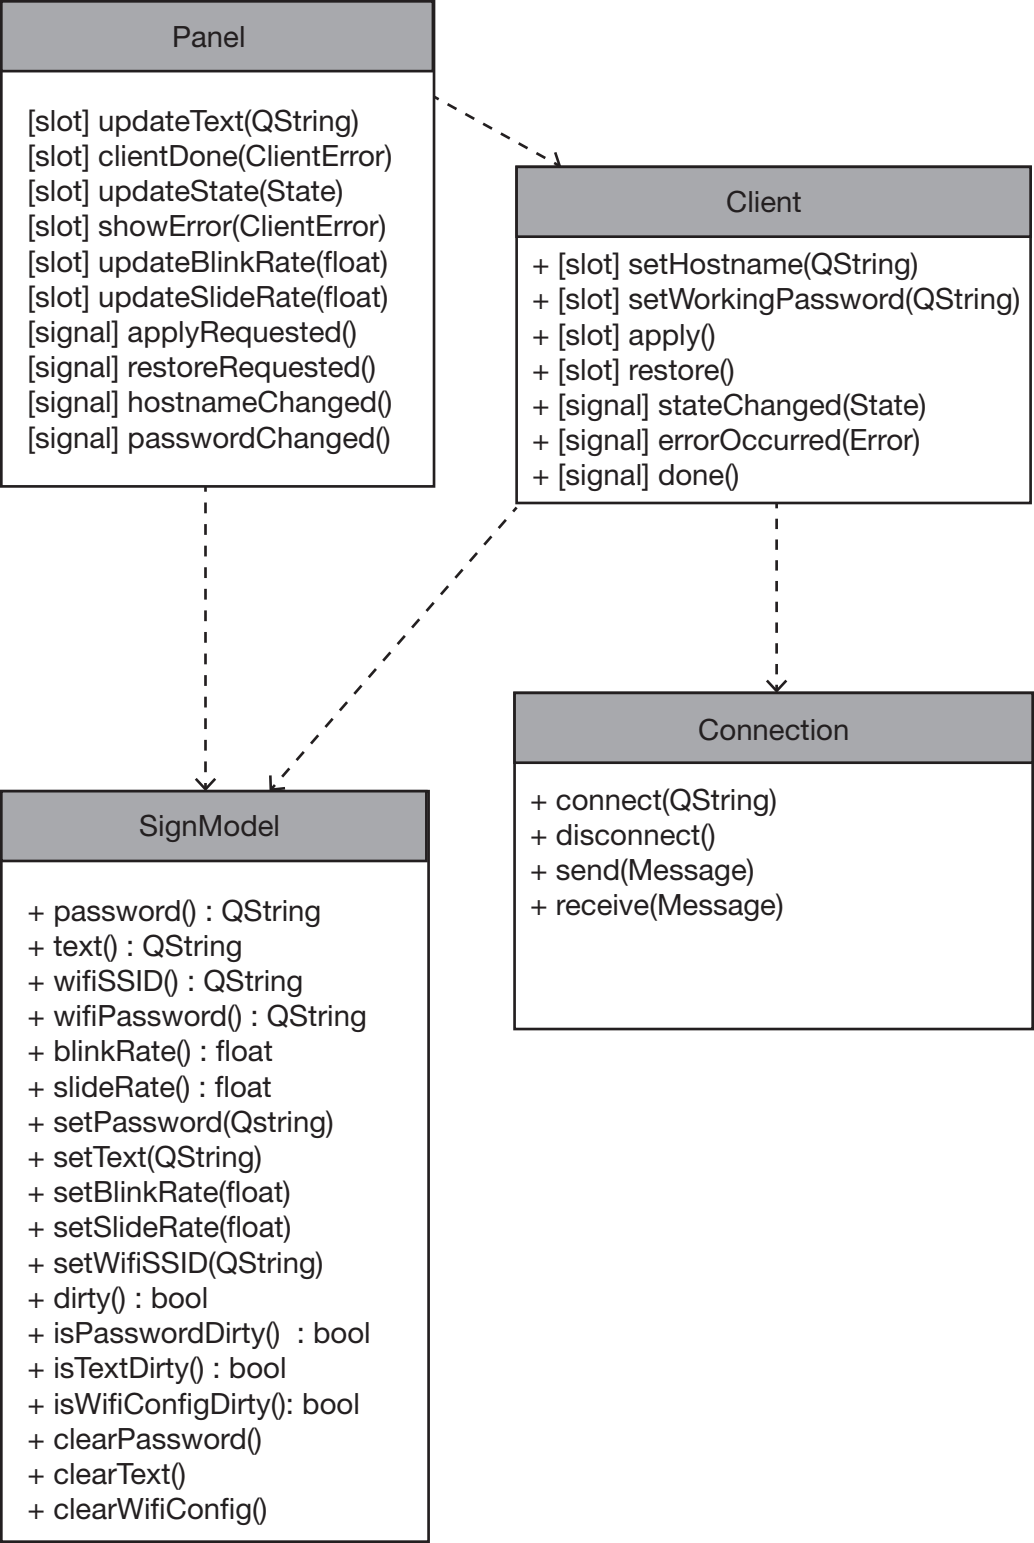 Panel
[slot] updateText(QString)
[slot] clientDone(ClientError)
[slot] updateState(State)
[slot] showError(ClientError)
[slot] updateBlinkRate(float)
[slot] updateSlideRate(float)
[signal] applyRequested()
[signal] restoreRequested()
[signal] hostnameChanged()
[signal] passwordChanged()
Client
+ [slot] setHostname(QString)
+ [slot] setWorkingPassword(QString)
+ [slot] apply()
+ [slot] restore()
+ [signal] stateChanged(State)
+ [signal] errorOccurred(Error)
+ [signal] done()
Connection
+ connect(QString)
+ disconnect()
+ send(Message)
+ receive(Message)
SignModel
+ password() : QString
+ text() : QString
+ wifiSSID() : QString
+ wifiPassword() : QString
+ blinkRate() : float
+ slideRate() : float
+ setPassword(Qstring)
+ setText(QString)
+ setBlinkRate(float)
+ setSlideRate(float)
+ setWifiSSID(QString)
+ dirty() : bool
+ isPasswordDirty()  : bool
+ isTextDirty() : bool
+ isWifiConfigDirty(): bool
+ clearPassword()
+ clearText()
+ clearWifiConfig()